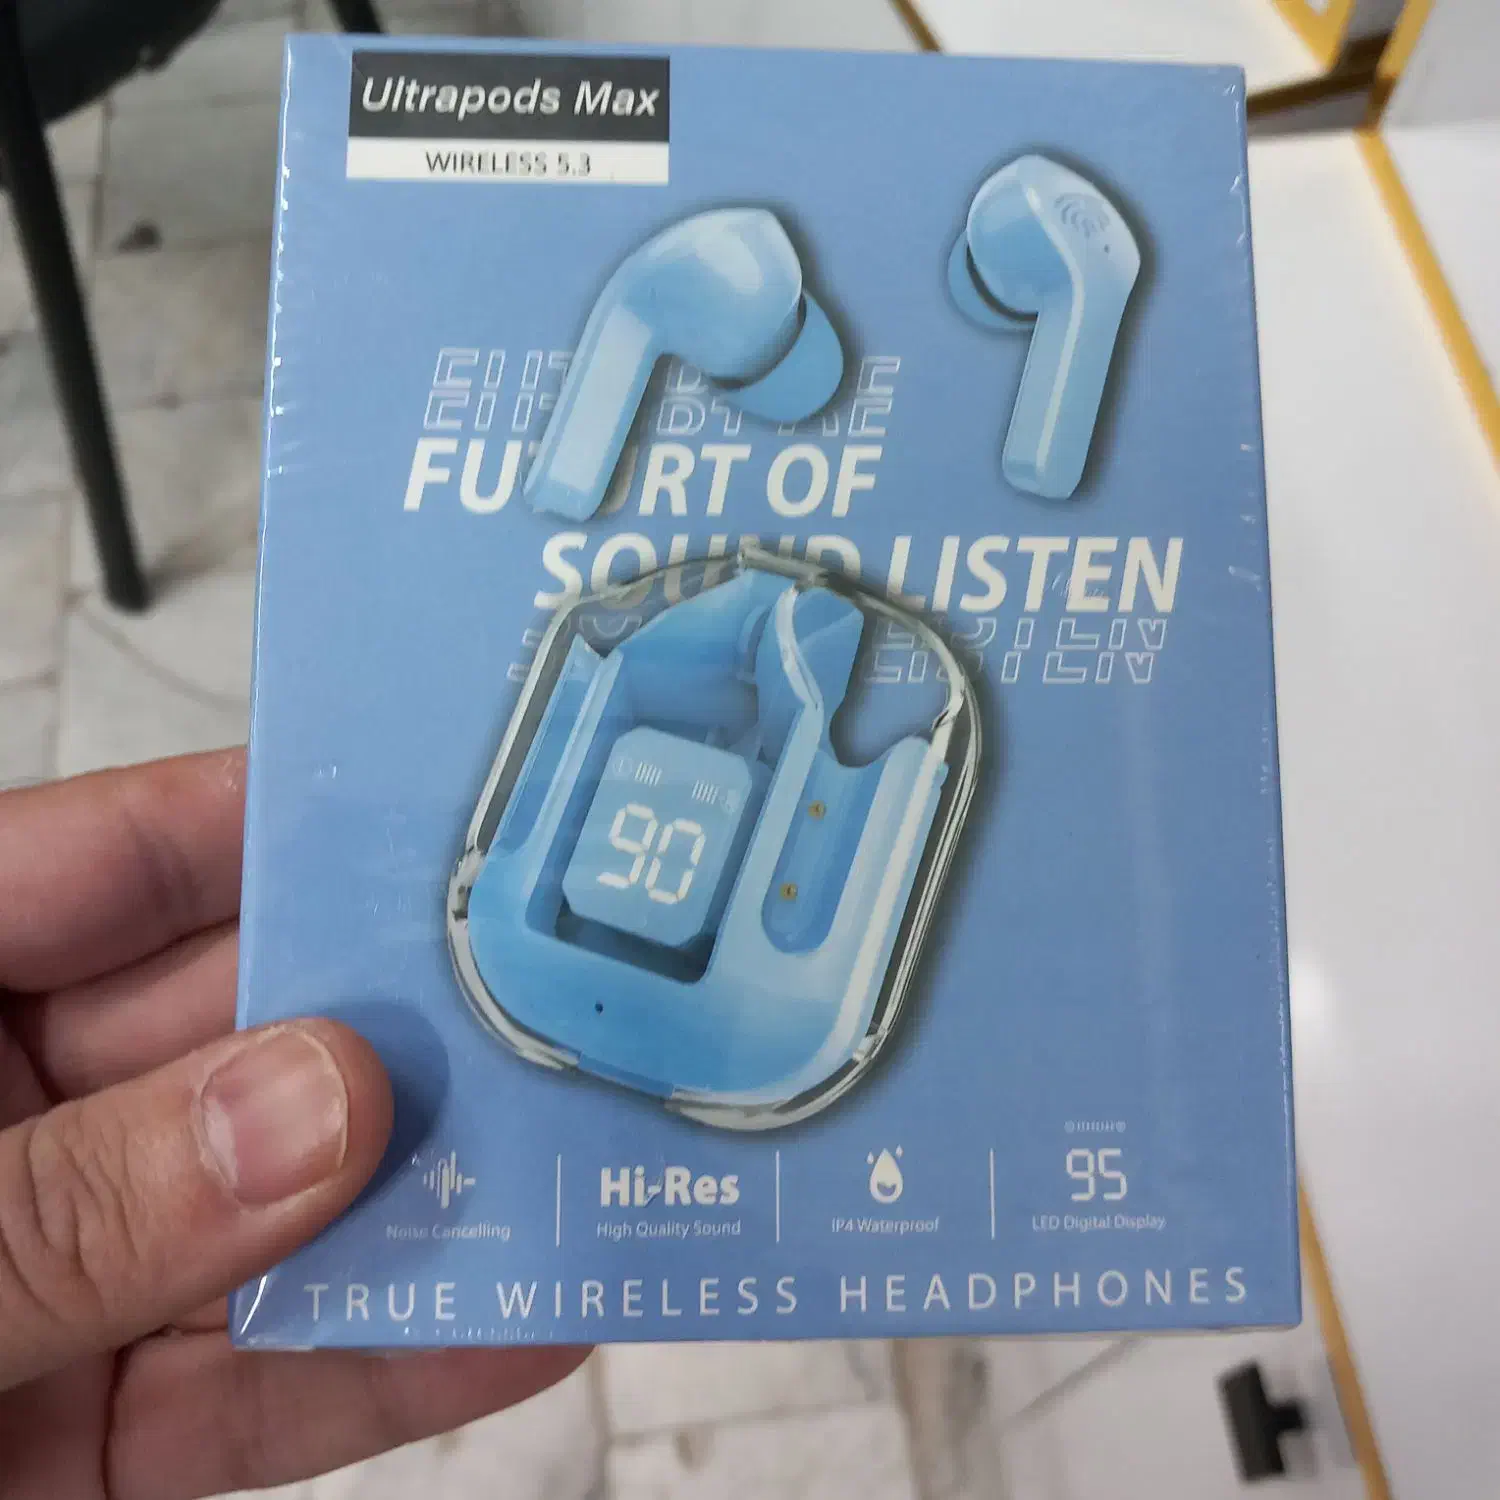 Ultrapods Max
WIRELESS 5.3
FUTURT OF
SOUND LISTEN
90
Noise Cancelling
Hi-Res
High Quality Sound
IP4 Waterproof
95
LED Digital Display
TRUE WIRELESS HEADPHONES